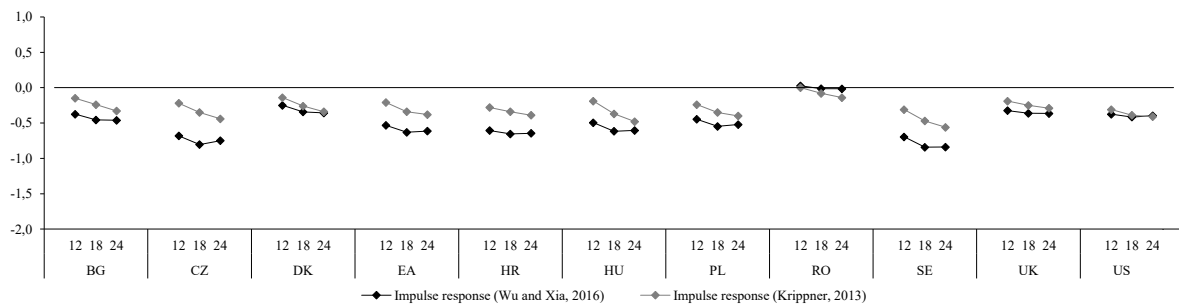 1,0
0,5
0,0
-0,5
-1,0
-1,5
-2,0
12 18 24 12 18 24 12 18 24 12 18 24 12 18 24 12 18 24 12 18 24 12 18 24 12 18 24 12 18 24 12 18 24
BG CZ DK EA HR HU PL RO SE UK US
Impulse response (Wu and Xia, 2016) Impulse response (Krippner, 2013)